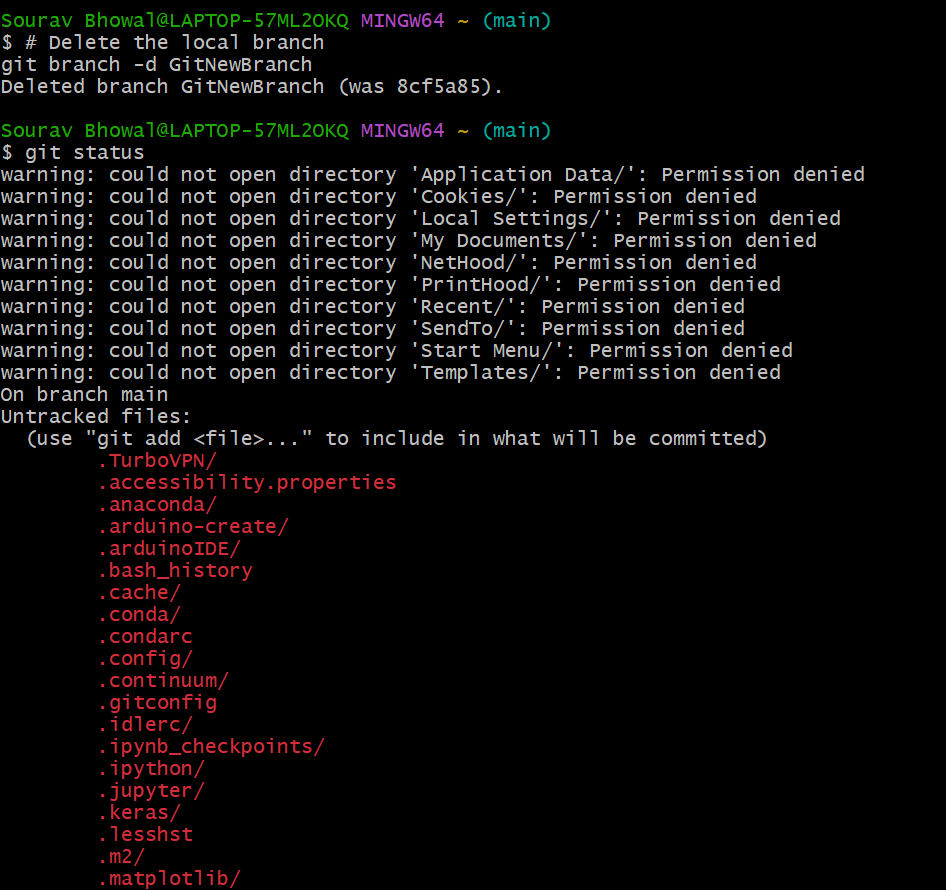 Sourav Bhowal@LAPTOP-57ML2OKQ MINGW64 ~ (main)
$ # Delete the local branch
git branch -d GitNewBranch
Deleted branch GitNewBranch (was 8cf5a85).
Sourav Bhowal@LAPTOP-57ML2OKQ MINGW64 ~ (main)
$ git status
warning: could not open directory 'Application Data/': Permission denied
warning: could not open directory 'Cookies/': Permission denied
warning: could not open directory 'Local Settings/': Permission denied
warning: could not open directory 'My Documents/': Permission denied
warning: could not open directory 'NetHood/': Permission denied
warning: could not open directory 'PrintHood/': Permission denied
warning: could not open directory 'Recent/': Permission denied
warning: could not open directory 'SendTo/': Permission denied
warning: could not open directory 'Start Menu/': Permission denied
warning: could not open directory 'Templates/': Permission denied
On branch main
Untracked files:
  (use "git add <file>..." to include in what will be committed)
        .TurboVPN/
        .accessibility.properties
        .anaconda/
        .arduino-create/
        .arduinoIDE/
        .bash_history
        .cache/
        .conda/
        .condarc
        .config/
        .continuum/
        .gitconfig
        .idlerc/
        .ipynb_checkpoints/
        .ipython/
        .jupyter/
        .keras/
        .lesshst
        .m2/
        .matplotlib/